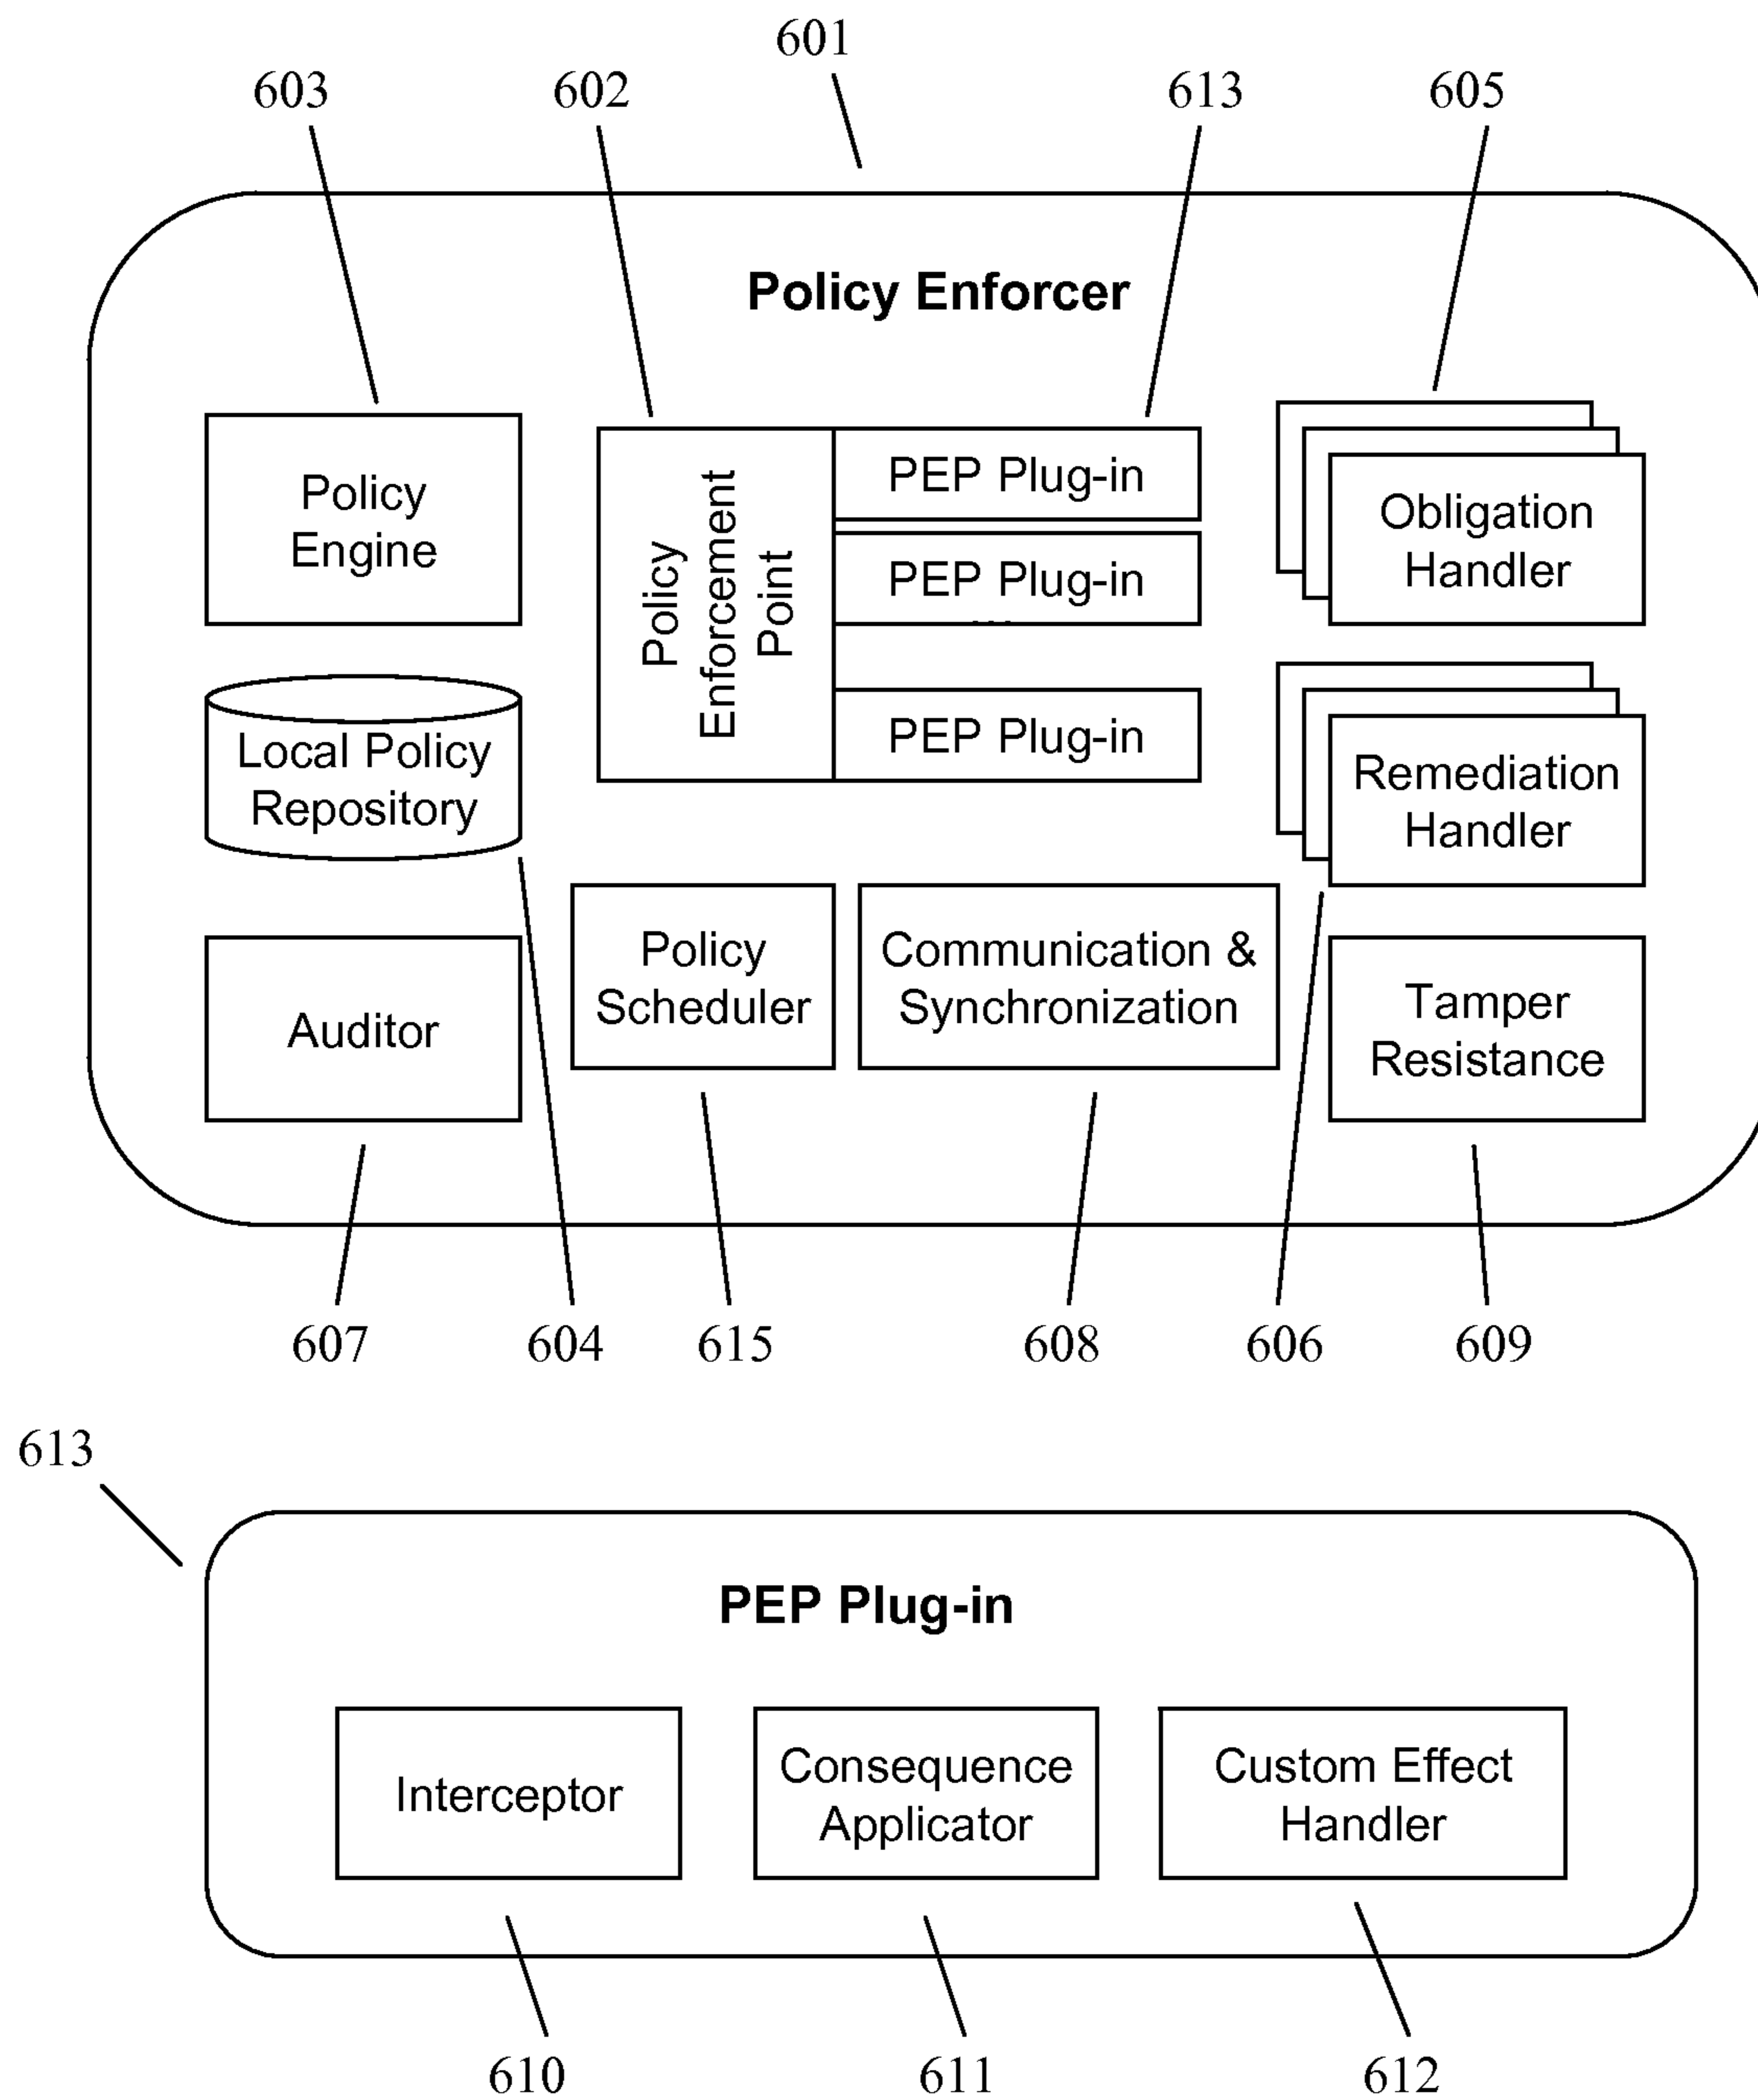 601
603
602
613
605
Policy Enforcer
Policy
Engine
Policy
Enforcement
Point
PEP Plug-in
PEP Plug-in
...
PEP Plug-in
Obligation
Handler
Local Policy
Repository
Remediation
Handler
Auditor
Policy
Scheduler
Communication &
Synchronization
Tamper
Resistance
607
604
615
608
606
609
613
PEP Plug-in
Interceptor
Consequence
Applicator
Custom Effect
Handler
610
611
612